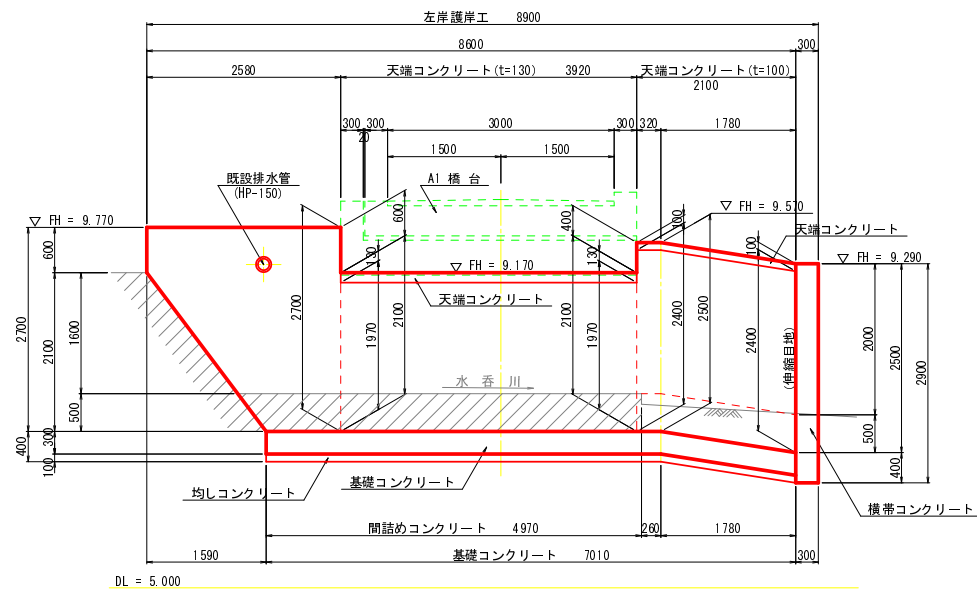 左岸護岸工 8900
8600 300
2580 天端コンクリート(t=130) 3920 天端コンクリート(t=100)
2100
300 300 3000 300 320 1780
20
1500 1500
既設排水管
(HP-150)
A1 橋 台
▽ FH = 9.770
▽ FH = 9.570
▽ FH = 9.170
▽ FH = 9.290
天端コンクリート
天端コンクリート
600
400
100
100
130
130
600
2700
2100
1600
500
400
300
100
2700
1970
2100
2100
1970
2400
2500
2400
(伸縮目地)
2000
2500
2900
500
400
水 呑 川
均しコンクリート
基礎コンクリート
横帯コンクリート
間詰めコンクリート 4970 260 1780
1590 基礎コンクリート 7010 300
DL = 5.000